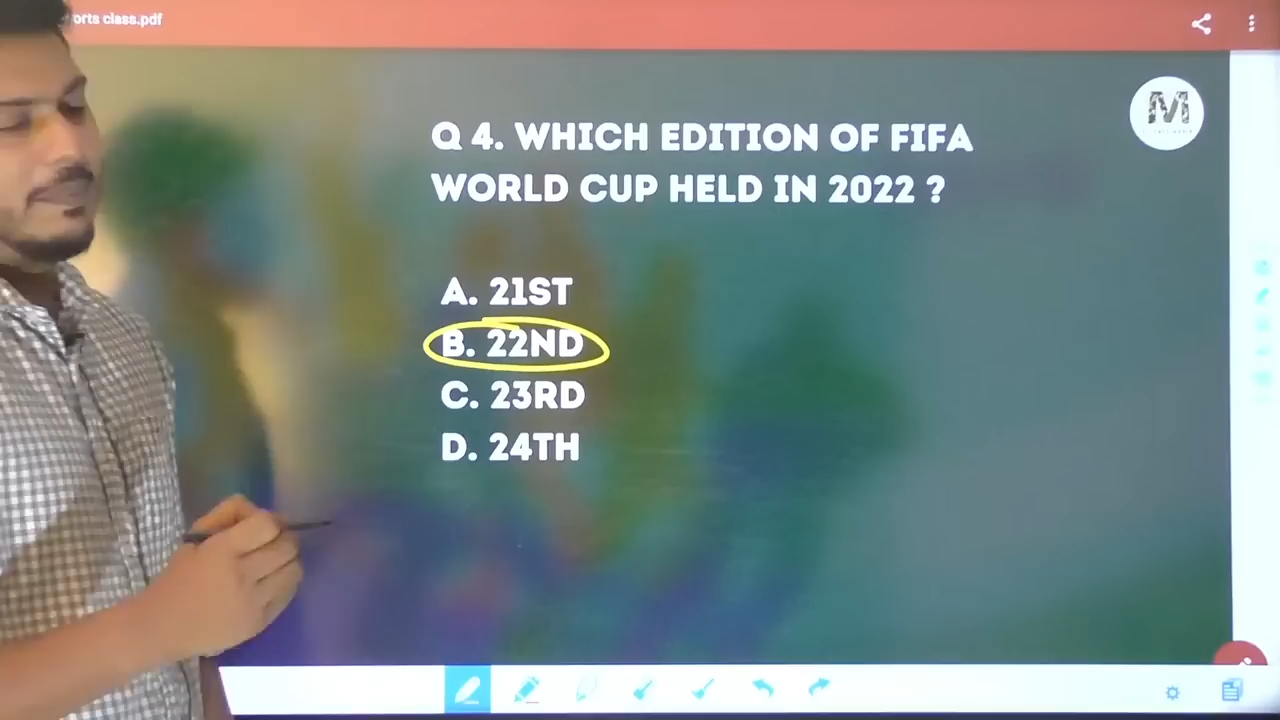 orts class.pdf
M
Q 4. WHICH EDITION OF FIFA
WORLD CUP HELD IN 2022 ?
A. 21ST
B. 22ND
C. 23RD
D. 24TH